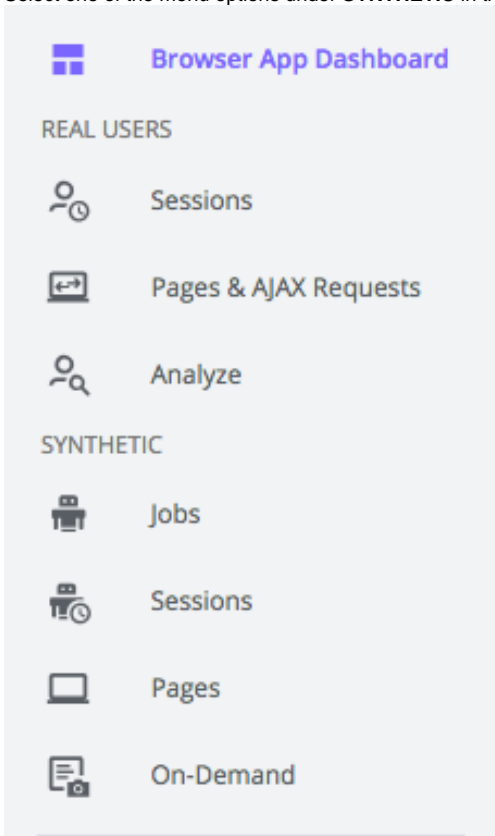 Browser App Dashboard
REAL USERS
Sessions
Pages & AJAX Requests
Analyze
SYNTHETIC
Jobs
Sessions
Pages
On-Demand